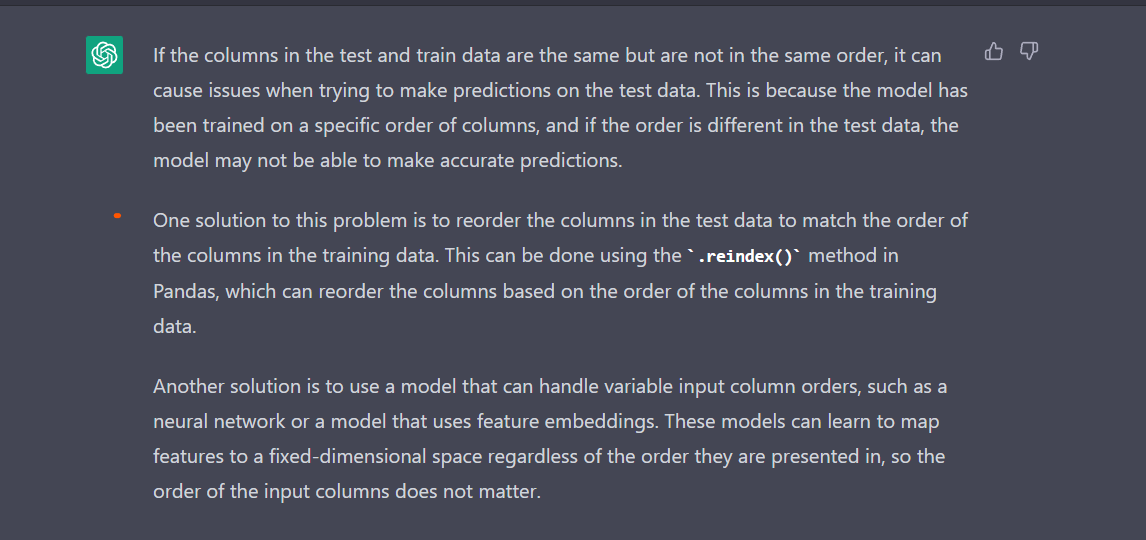 If the columns in the test and train data are the same but are not in the same order, it can
cause issues when trying to make predictions on the test data. This is because the model has
been trained on a specific order of columns, and if the order is different in the test data, the
model may not be able to make accurate predictions.
One solution to this problem is to reorder the columns in the test data to match the order of
the columns in the training data. This can be done using the `.reindex()` method in
Pandas, which can reorder the columns based on the order of the columns in the training
data.
Another solution is to use a model that can handle variable input column orders, such as a
neural network or a model that uses feature embeddings. These models can learn to map
features to a fixed-dimensional space regardless of the order they are presented in, so the
order of the input columns does not matter.